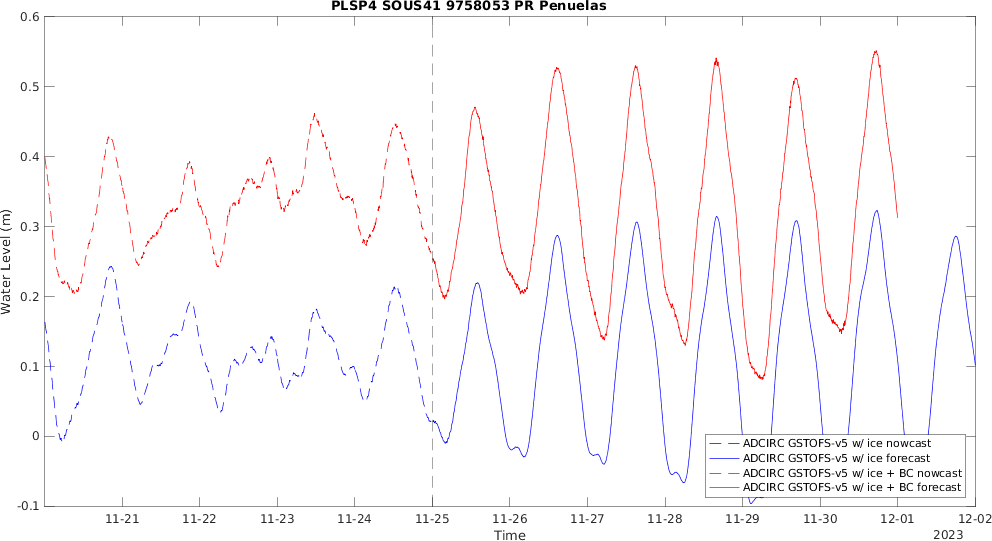 PLSP4 SOUS41 9758053 PR Penuelas
0.6
0.5
0.4
0.3
0.2
0.1
0
-0.1
Water Level (m)
ADCIRC GSTOFS-v5 w/ ice nowcast
ADCIRC GSTOFS-v5 w/ ice forecast
ADCIRC GSTOFS-v5 w/ ice + BC nowcast
ADCIRC GSTOFS-v5 w/ ice + BC forecast
11-21 11-22 11-23 11-24 11-25 11-26 11-27 11-28 11-29 11-30 12-01 12-02
Time
2023